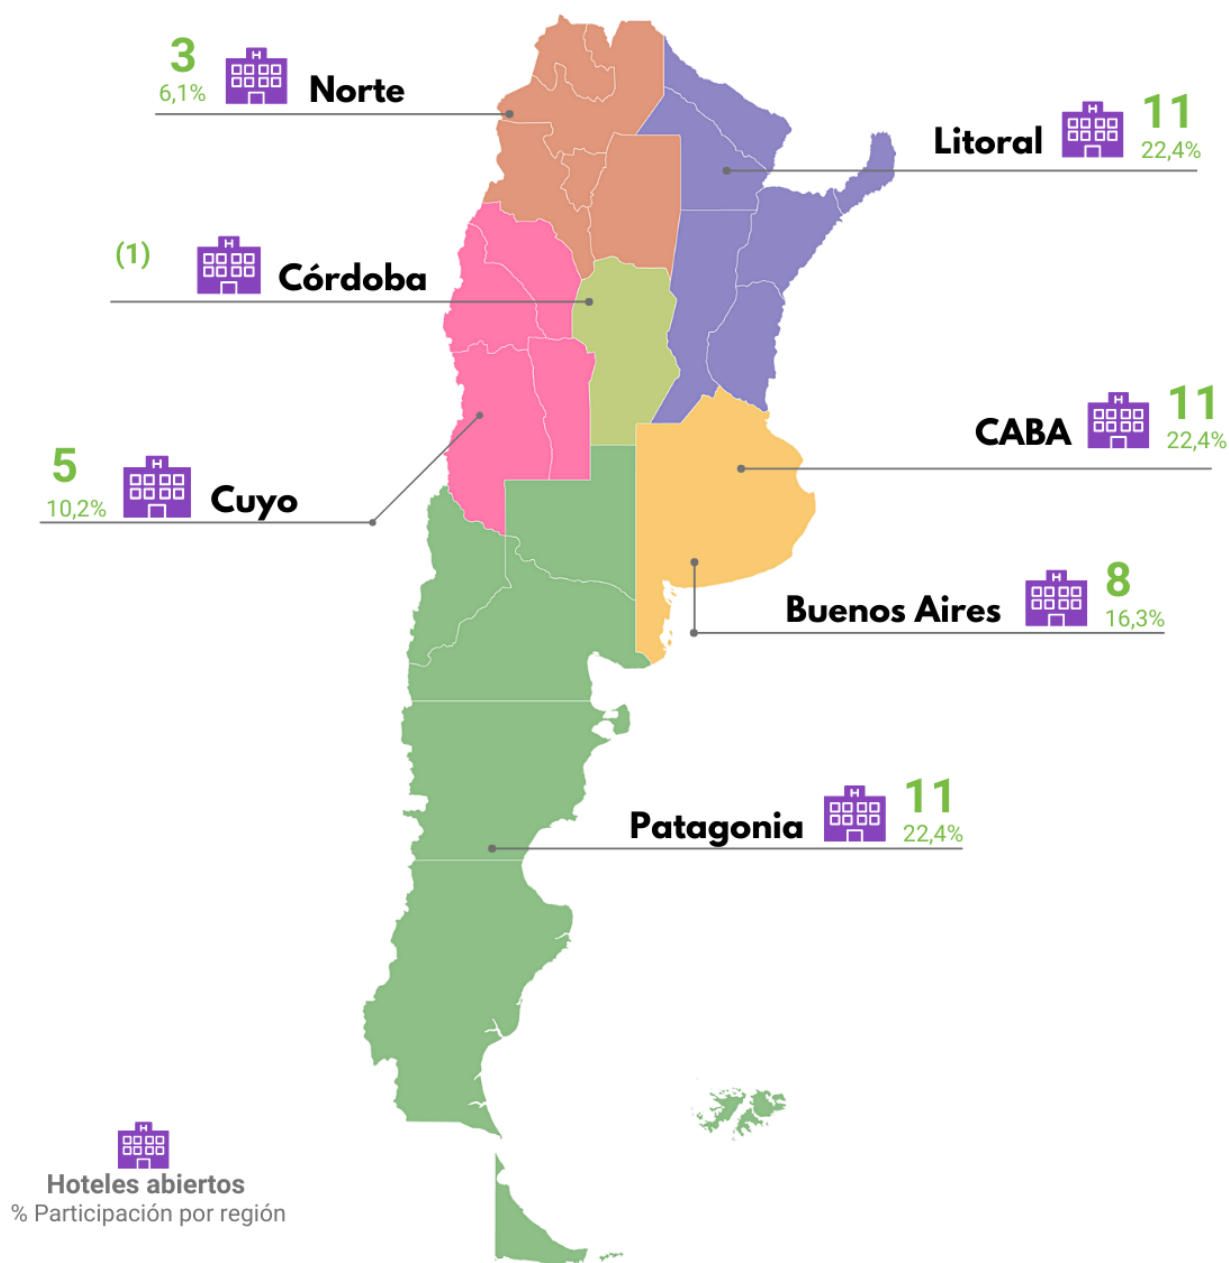 3
6,1%
H
Norte
Litoral
H
11
22,4%
(1)
H
Córdoba
CABA
H
11
22,4%
5
10,2%
H
Cuyo
Buenos Aires
H
8
16,3%
Patagonia
H
11
22,4%
H
Hoteles abiertos
% Participación por región